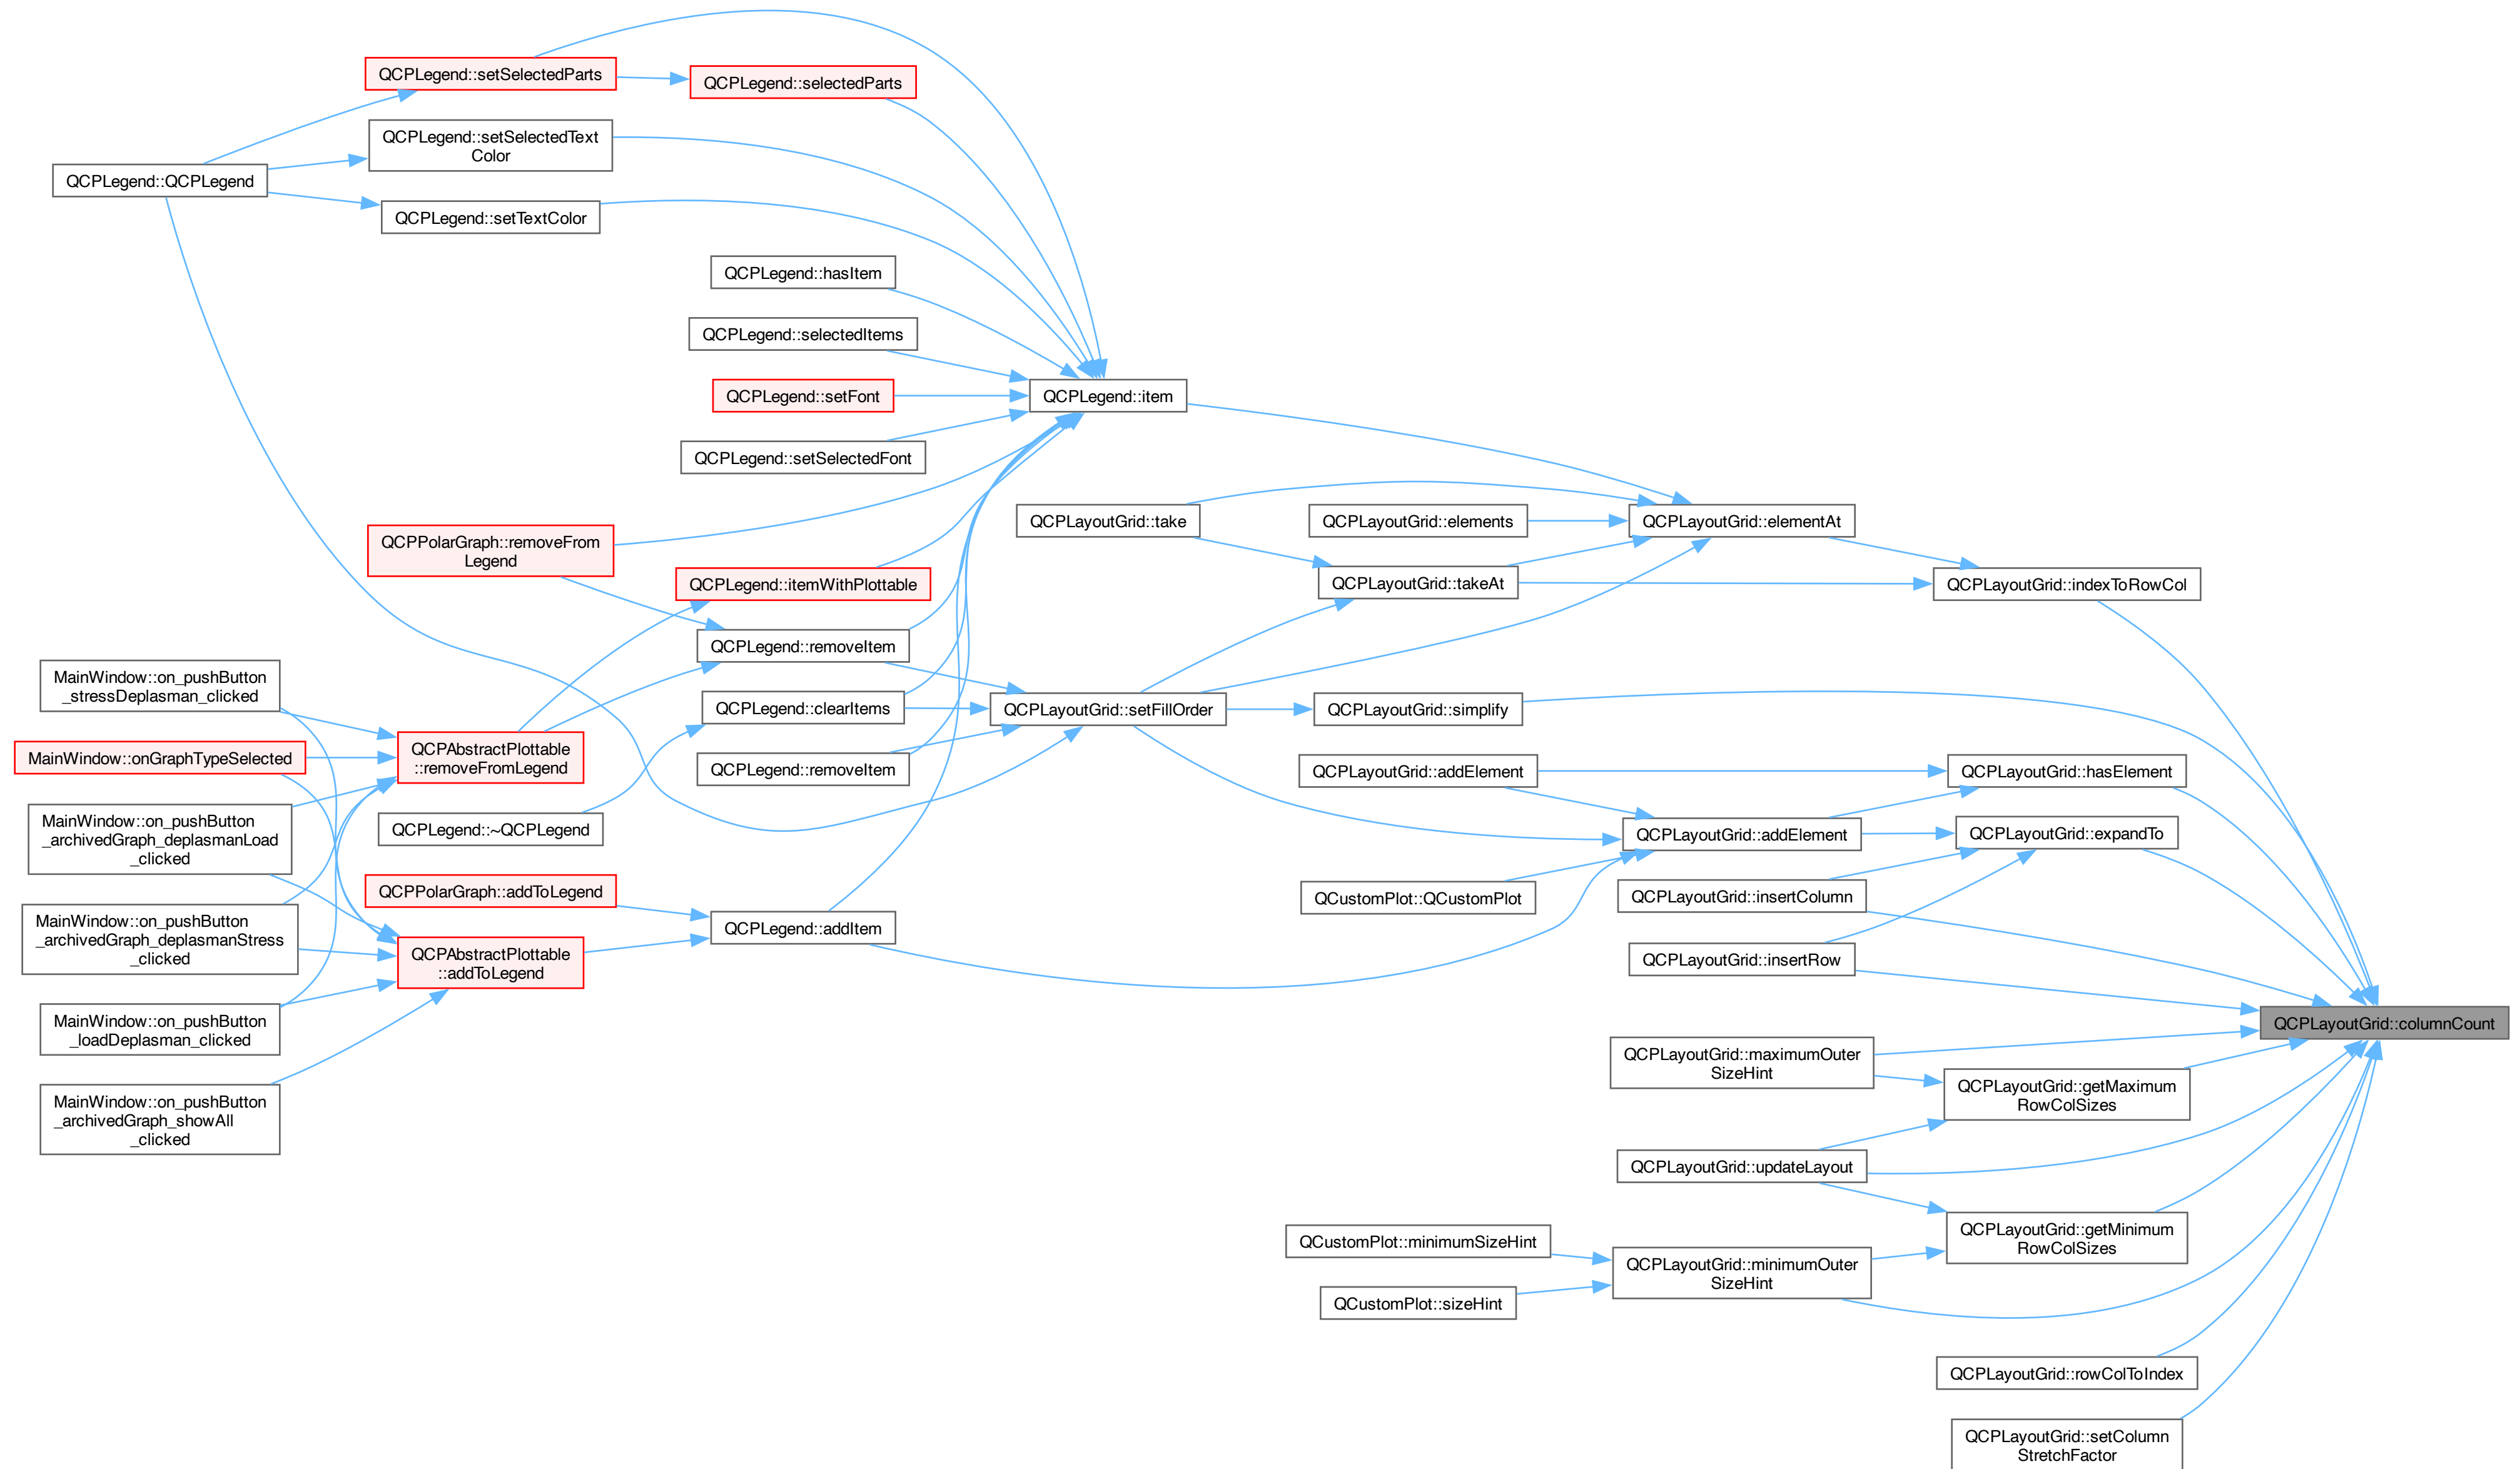 QCPLegend::setSelectedParts
QCPLegend::selectedParts
QCPLegend::setSelectedText
Color
QCPLegend::QCPLegend
QCPLegend::setTextColor
QCPLegend::hasItem
QCPLegend::selectedItems
QCPLegend::setFont
QCPLegend::item
QCPLegend::setSelectedFont
QCPLayoutGrid::take
QCPLayoutGrid::elements
QCPLayoutGrid::elementAt
QCPPolarGraph::removeFrom
Legend
QCPLegend::itemWithPlottable
QCPLayoutGrid::takeAt
QCPLayoutGrid::indexToRowCol
QCPLegend::removeItem
MainWindow::on_pushButton
_stressDeplasman_clicked
QCPLegend::clearItems
QCPLayoutGrid::setFillOrder
QCPLayoutGrid::simplify
MainWindow::onGraphTypeSelected
QCPAbstractPlottable
::removeFromLegend
QCPLegend::removeItem
QCPLayoutGrid::addElement
QCPLayoutGrid::hasElement
MainWindow::on_pushButton
_archivedGraph_deplasmanLoad
_clicked
QCPLegend::~QCPLegend
QCPLayoutGrid::addElement
QCPLayoutGrid::expandTo
QCPPolarGraph::addToLegend
QCustomPlot::QCustomPlot
QCPLayoutGrid::insertColumn
MainWindow::on_pushButton
_archivedGraph_deplasmanStress
_clicked
QCPAbstractPlottable
::addToLegend
QCPLegend::addItem
QCPLayoutGrid::insertRow
MainWindow::on_pushButton
_loadDeplasman_clicked
QCPLayoutGrid::columnCount
QCPLayoutGrid::maximumOuter
SizeHint
MainWindow::on_pushButton
_archivedGraph_showAll
_clicked
QCPLayoutGrid::getMaximum
RowColSizes
QCPLayoutGrid::updateLayout
QCPLayoutGrid::getMinimum
RowColSizes
QCustomPlot::minimumSizeHint
QCPLayoutGrid::minimumOuter
SizeHint
QCustomPlot::sizeHint
QCPLayoutGrid::rowColToIndex
QCPLayoutGrid::setColumn
StretchFactor